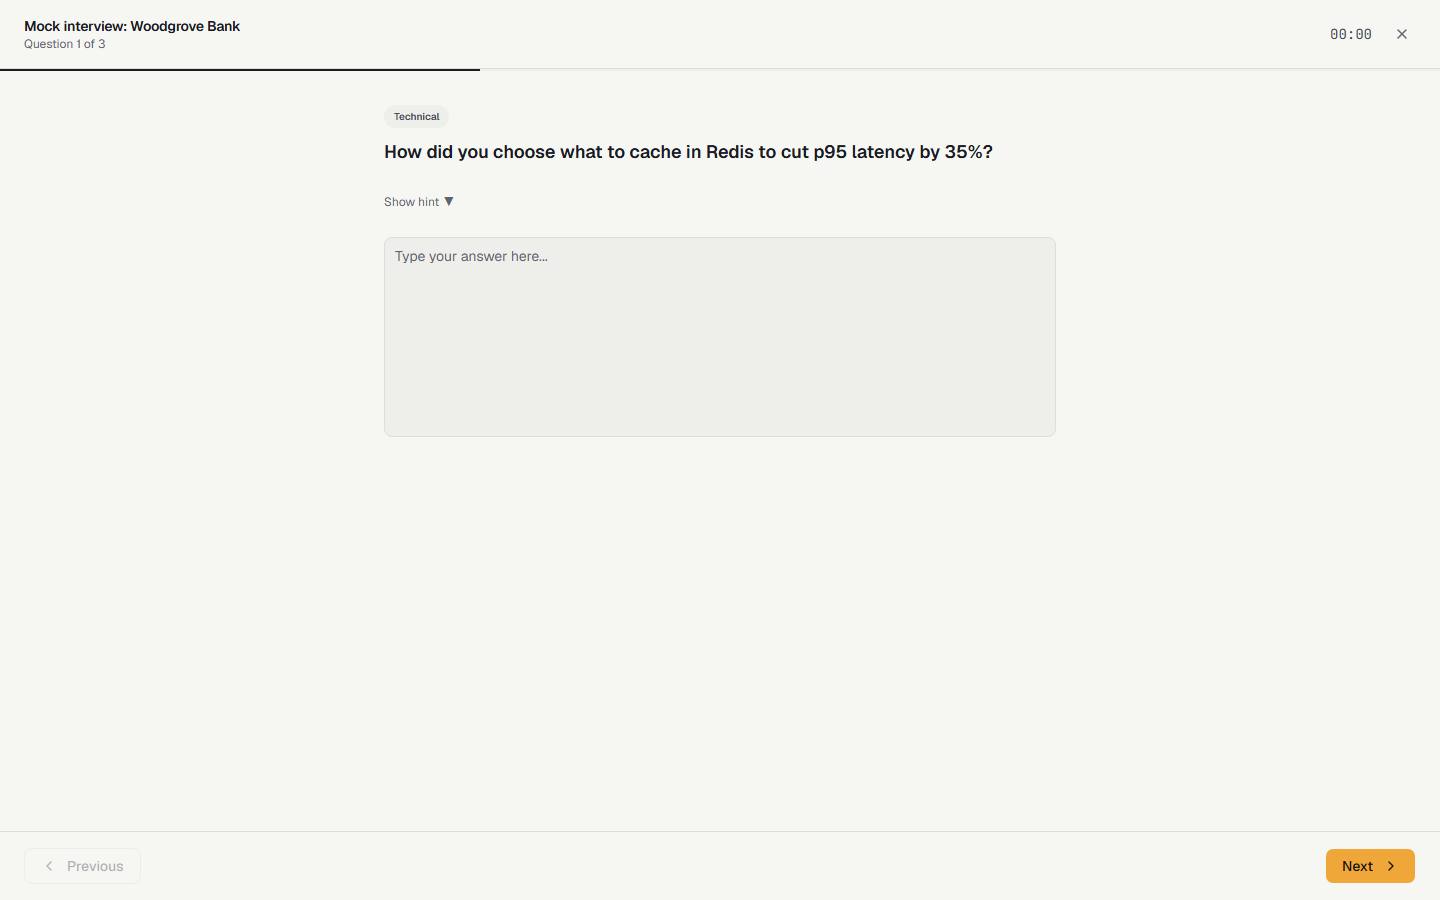 Mock interview: Woodgrove Bank
Question 1 of 3
00:00
Technical
How did you choose what to cache in Redis to cut p95 latency by 35%?
Show hint ▼
Type your answer here...
Previous
Next